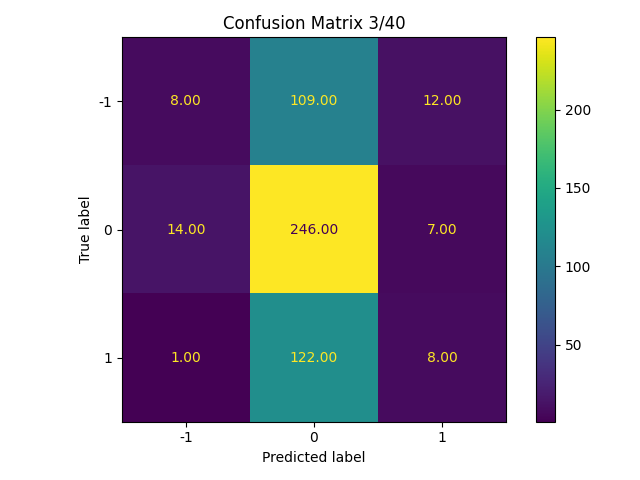 Confusion Matrix 3/40
True label
-1 8.00 109.00 12.00
0 14.00 246.00 7.00
1 1.00 122.00 8.00
-1 0 1
Predicted label
200
150
100
50